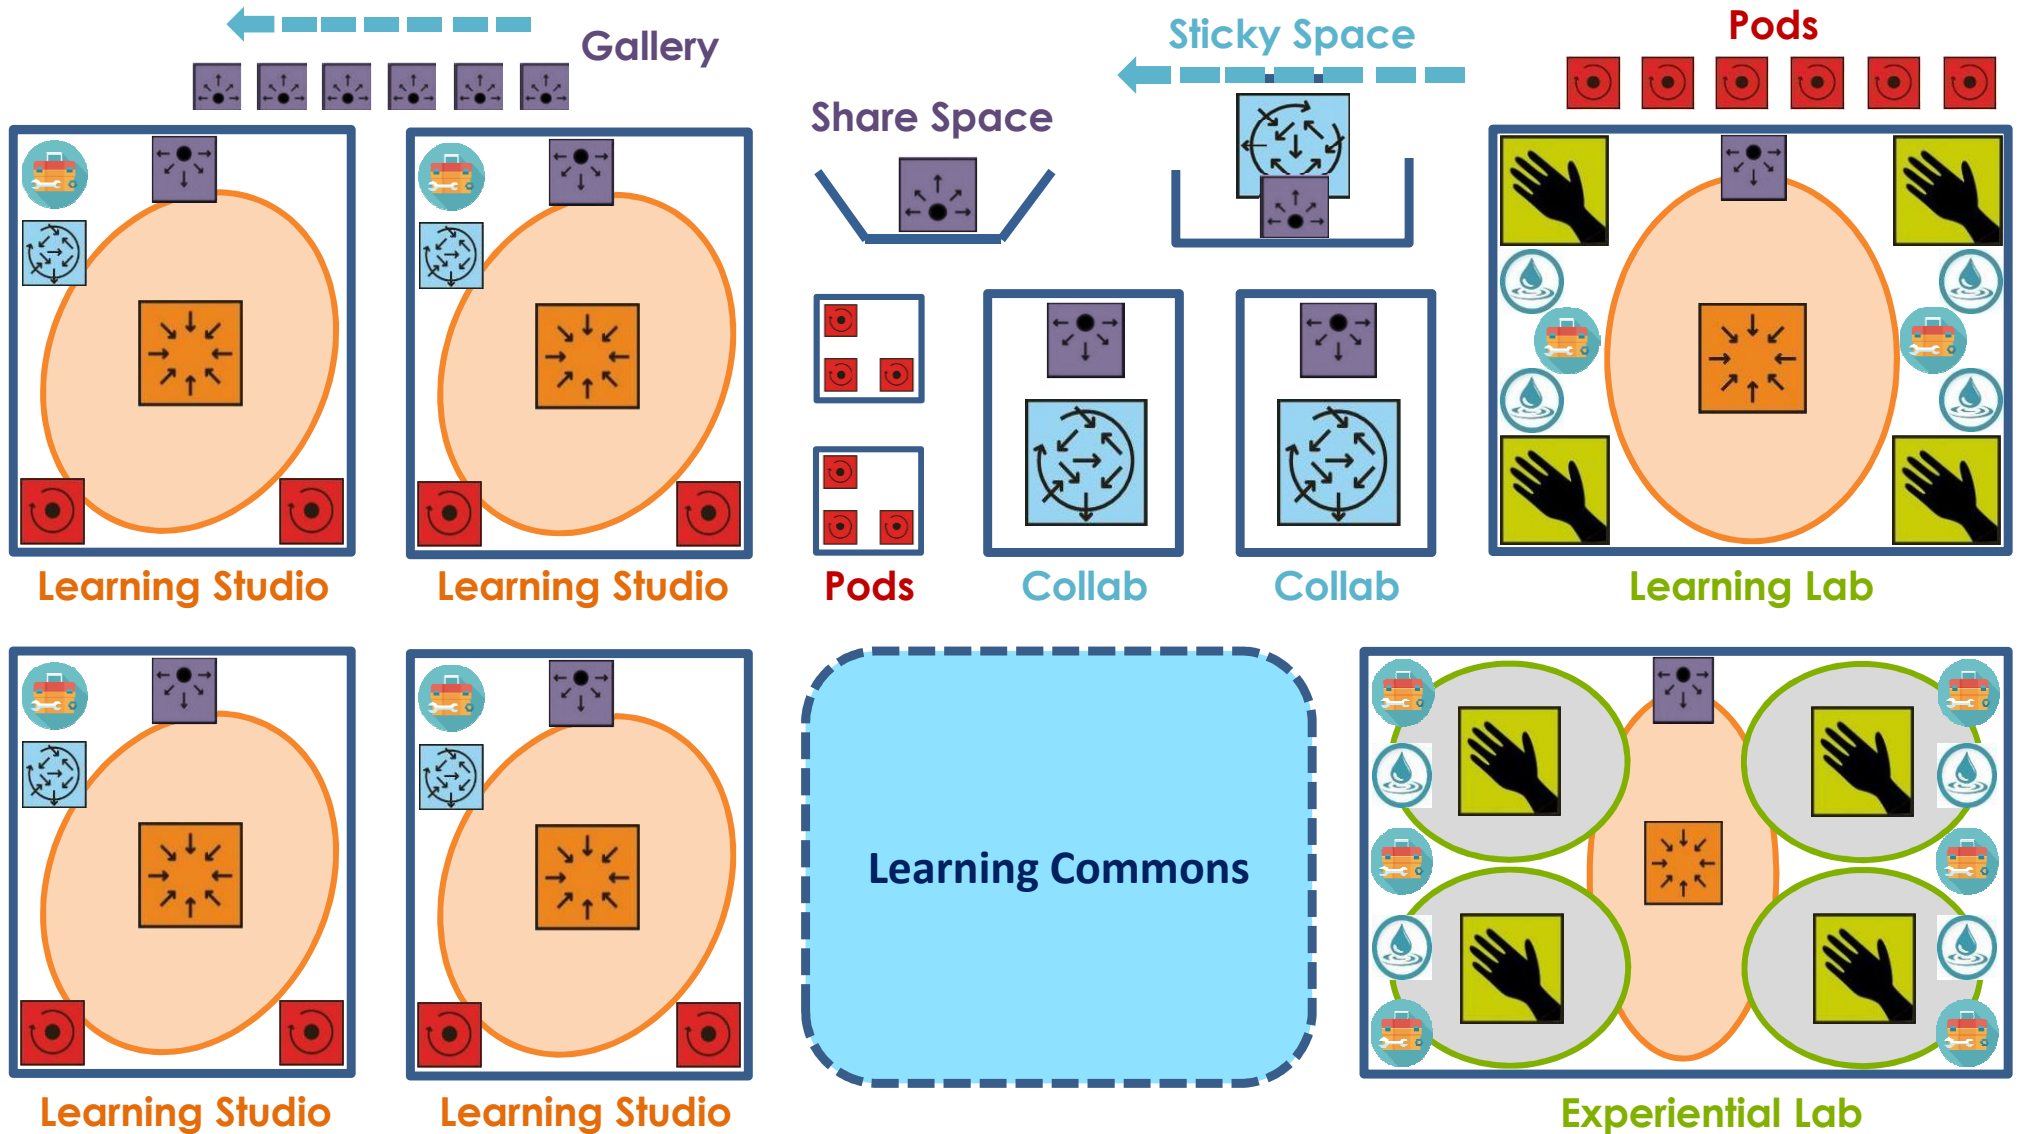 Gallery
Sticky Space
Pods
Share Space
Learning Studio
Learning Studio
Pods
Collab
Collab
Learning Lab
Learning Commons
Learning Studio
Learning Studio
Experiential Lab